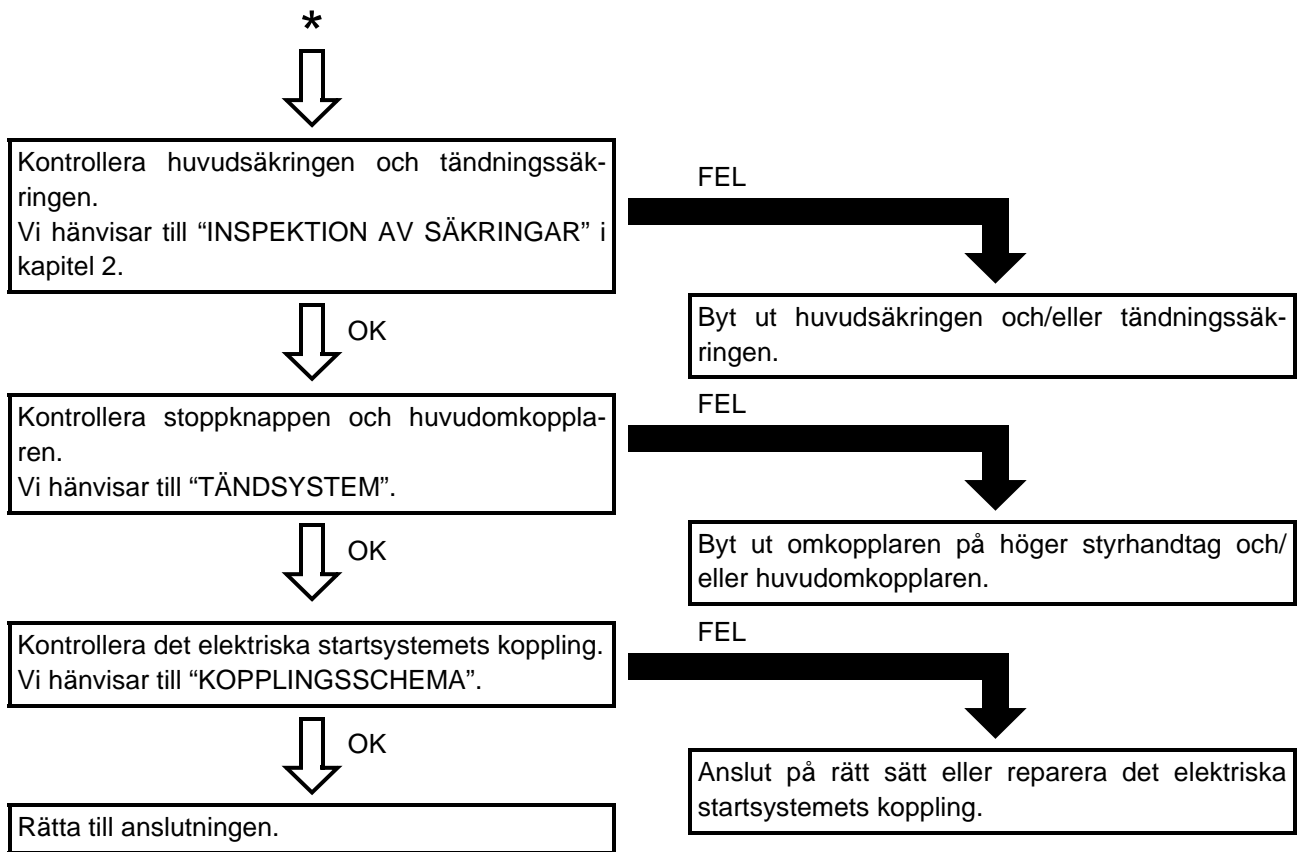 *
Kontrollera huvudsäkringen och tändningssäk-
ringen.
Vi hänvisar till “INSPEKTION AV SÄKRINGAR” i
kapitel 2.
FEL
Byt ut huvudsäkringen och/eller tändningssäk-
ringen.
OK
Kontrollera stoppknappen och huvudomkoppla-
ren.
Vi hänvisar till “TÄNDSYSTEM”.
FEL
Byt ut omkopplaren på höger styrhandtag och/
eller huvudomkopplaren.
OK
Kontrollera det elektriska startsystemets koppling.
Vi hänvisar till “KOPPLINGSSCHEMA”.
FEL
Anslut på rätt sätt eller reparera det elektriska
startsystemets koppling.
OK
Rätta till anslutningen.